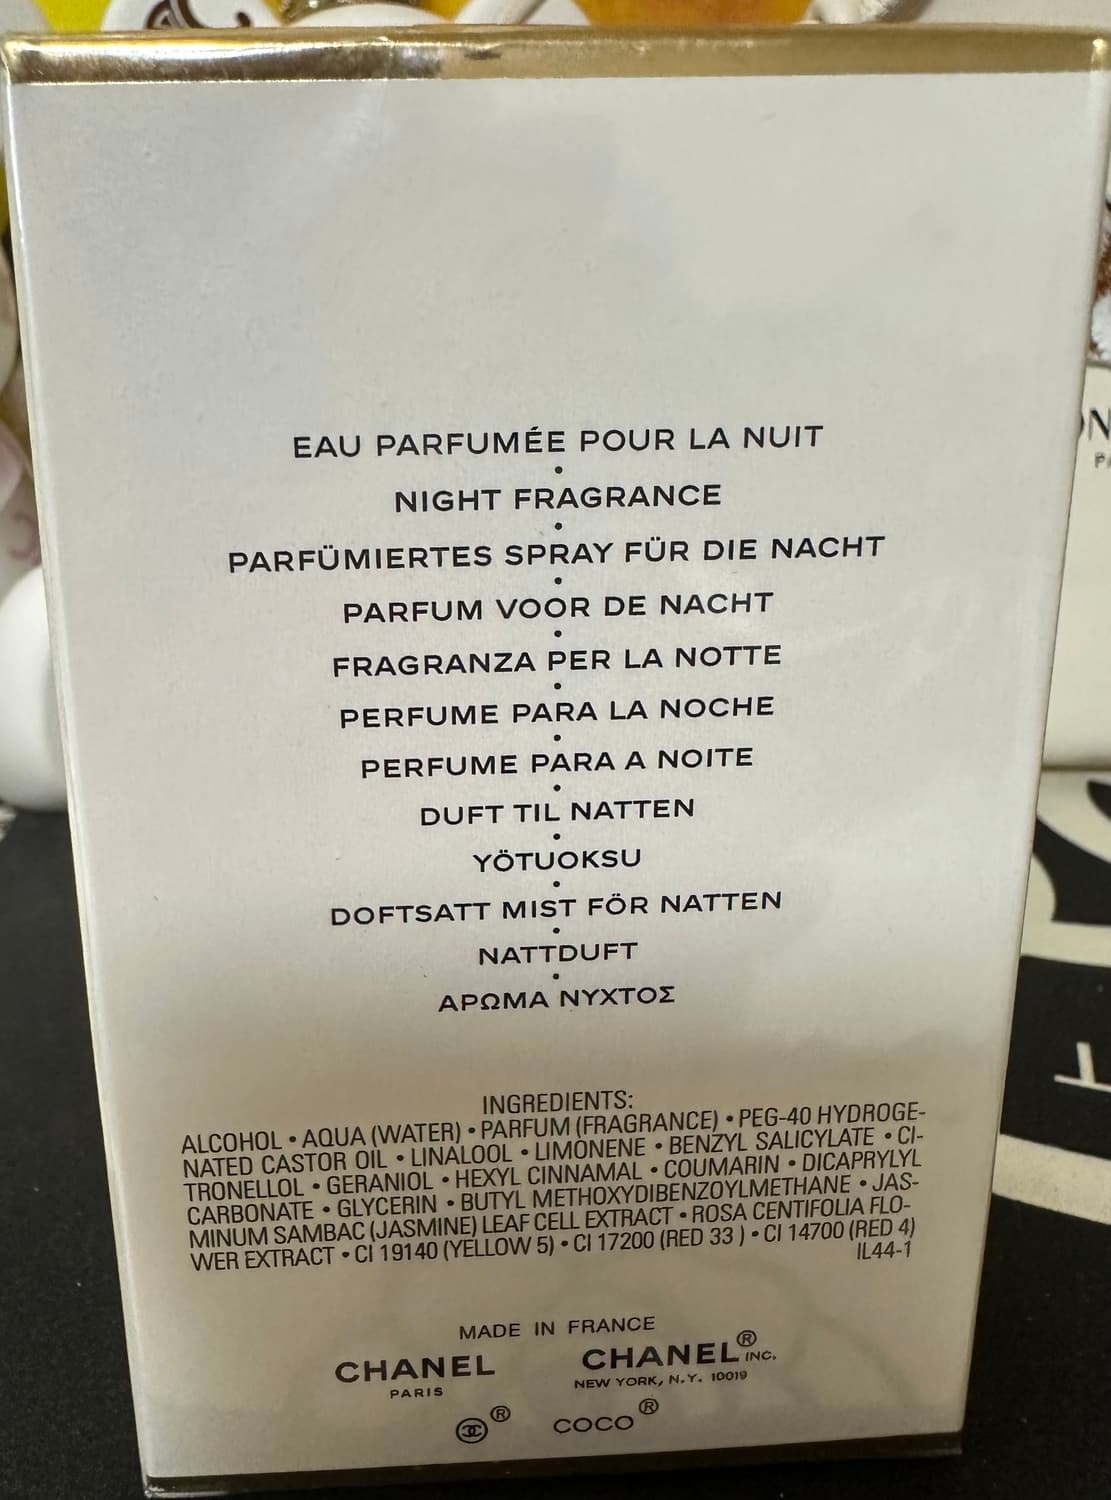 EAU PARFUMÉE POUR LA NUIT
•
NIGHT FRAGRANCE
•
PARFÜMIERTES SPRAY FÜR DIE NACHT
•
PARFUM VOOR DE NACHT
•
FRAGRANZA PER LA NOTTE
•
PERFUME PARA LA NOCHE
•
PERFUME PARA A NOITE
•
DUFT TIL NATTEN
•
YÖTUOKSU
•
DOFTSATT MIST FÖR NATTEN
•
NATTDUFT
•
ΑΡΩΜΑ ΝΥΧΤΟΣ
INGREDIENTS:
ALCOHOL • AQUA (WATER) • PARFUM (FRAGRANCE) • PEG-40 HYDROGE-
NATED CASTOR OIL • LINALOOL • LIMONENE • BENZYL SALICYLATE • CI-
TRONELLOL • GERANIOL • HEXYL CINNAMAL • COUMARIN • DICAPRYLYL
CARBONATE • GLYCERIN • BUTYL METHOXYDIBENZOYLMETHANE • JAS-
MINUM SAMBAC (JASMINE) LEAF CELL EXTRACT • ROSA CENTIFOLIA FLO-
WER EXTRACT • CI 19140 (YELLOW 5) • CI 17200 (RED 33 ) • CI 14700 (RED 4)
IL44-1
MADE IN FRANCE
CHANEL
PARIS
CHANEL® INC.
NEW YORK, N.Y. 10019
®
COCO®